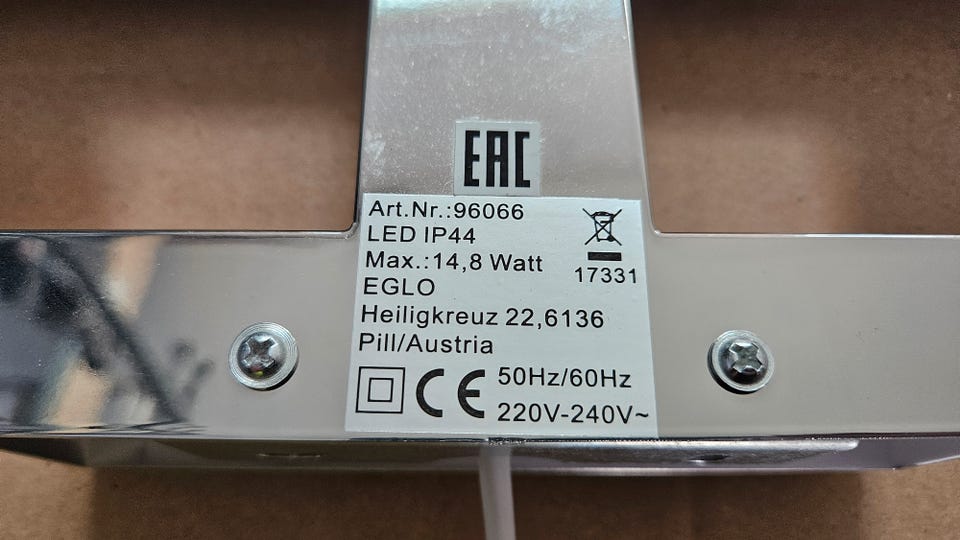 EAC
Art.Nr.:96066
LED IP44
Max.:14,8 Watt
17331
EGLO
Heiligkreuz 22,6136
Pill/Austria
CE
50Hz/60Hz
220V-240V~